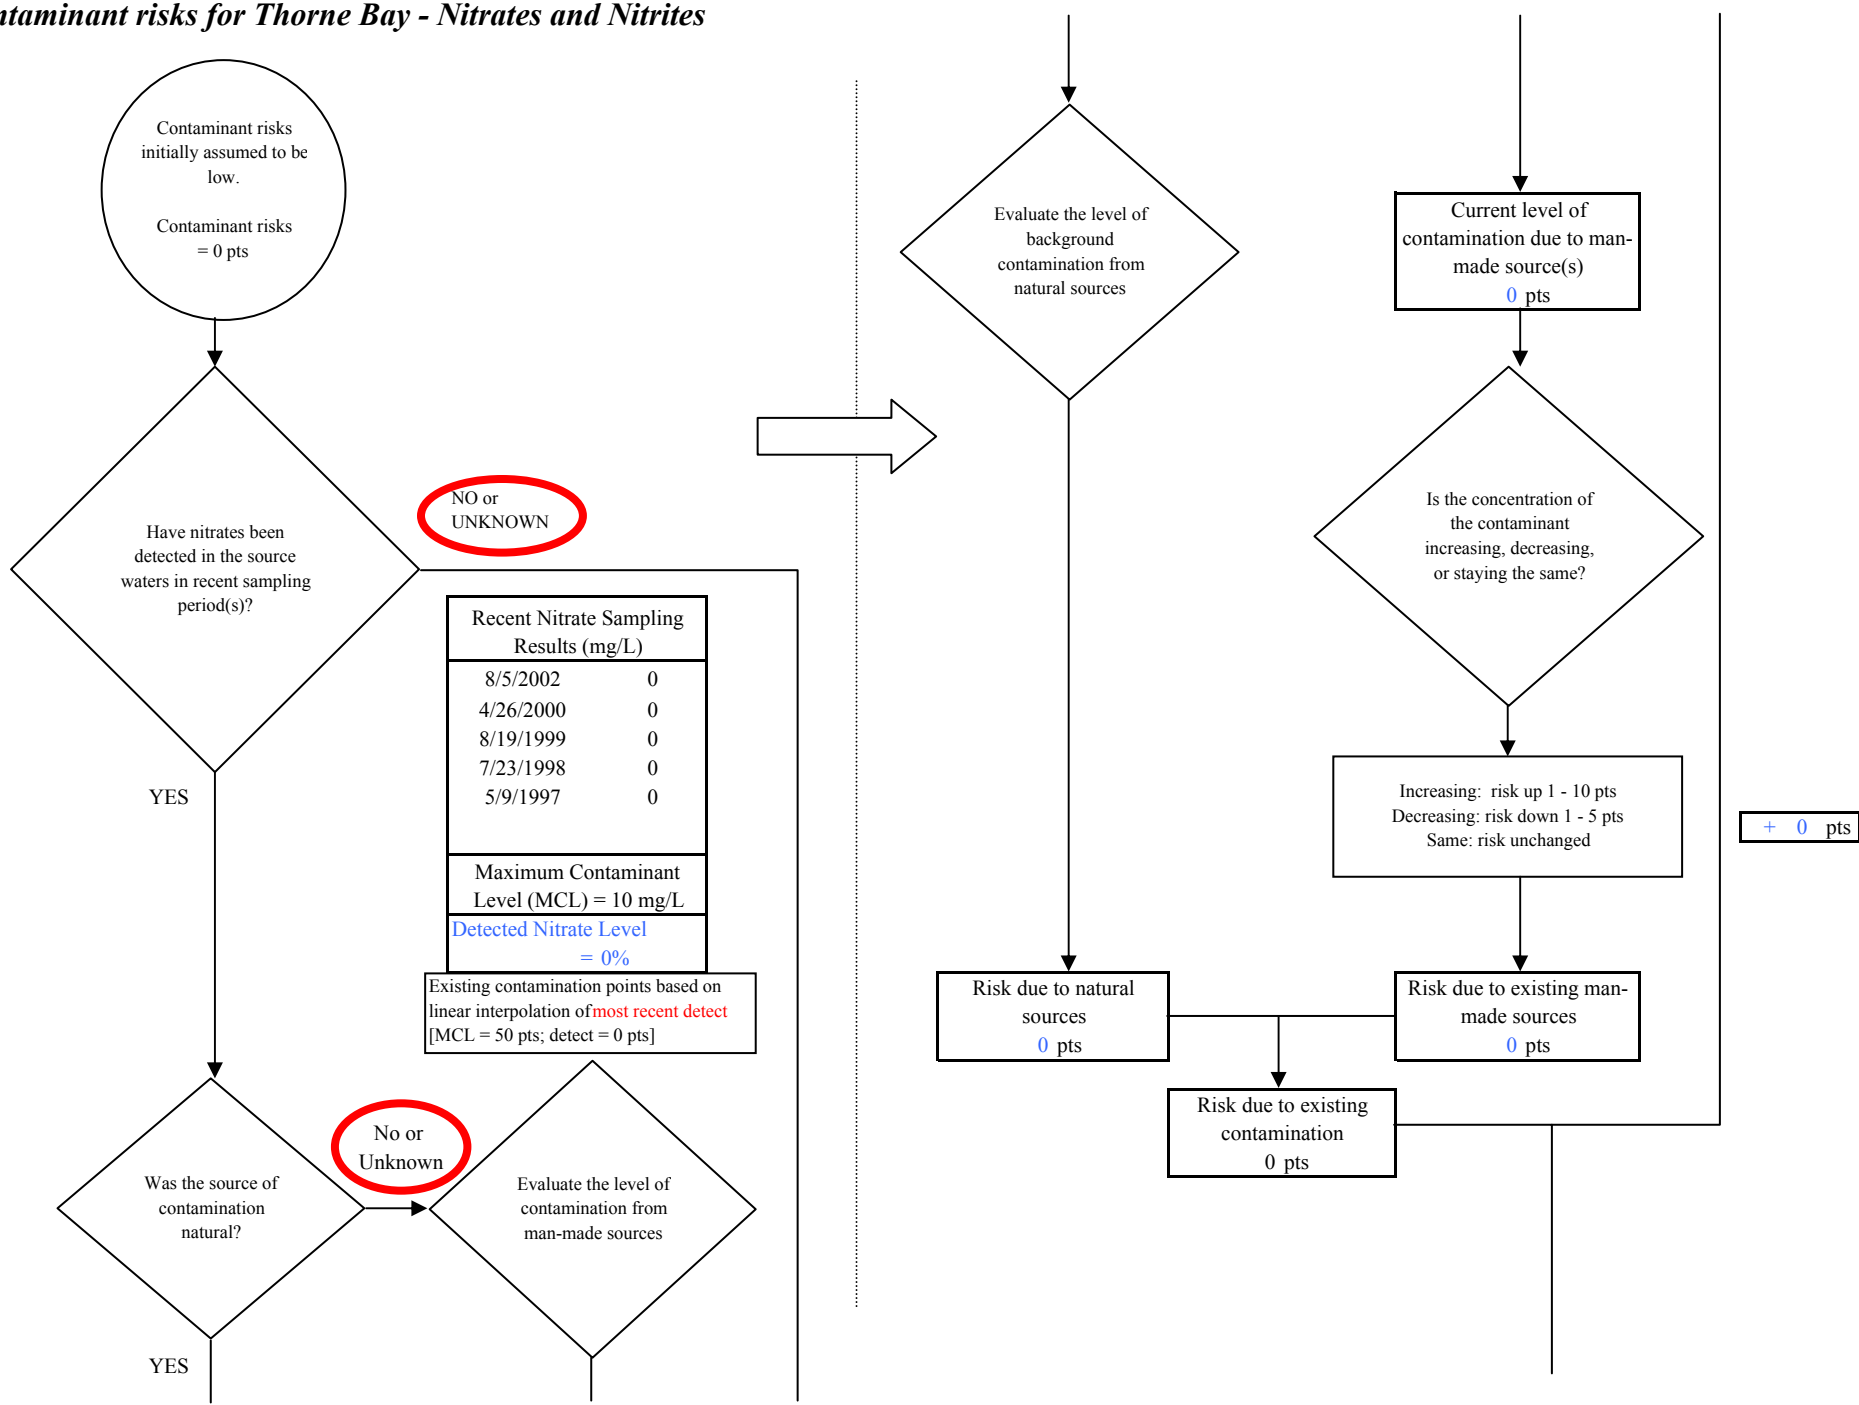 ntaminant risks for Thorne Bay - Nitrates and Nitrites
Contaminant risks
initially assumed to be
low.
Contaminant risks
= 0 pts
Have nitrates been
detected in the source
waters in recent sampling
period(s)?
NO or
UNKNOWN
YES
Recent Nitrate Sampling
Results (mg/L)
8/5/2002 0
4/26/2000 0
8/19/1999 0
7/23/1998 0
5/9/1997 0
Maximum Contaminant
Level (MCL) = 10 mg/L
Detected Nitrate Level
= 0%
Existing contamination points based on
linear interpolation of most recent detect
[MCL = 50 pts; detect = 0 pts]
Was the source of
contamination
natural?
No or
Unknown
YES
Evaluate the level of
contamination from
man-made sources
Evaluate the level of
background
contamination from
natural sources
Current level of
contamination due to man-
made source(s)
0 pts
Is the concentration of
the contaminant
increasing, decreasing,
or staying the same?
Increasing: risk up 1 - 10 pts
Decreasing: risk down 1 - 5 pts
Same: risk unchanged
+ 0 pts
Risk due to natural
sources
0 pts
Risk due to existing man-
made sources
0 pts
Risk due to existing
contamination
0 pts